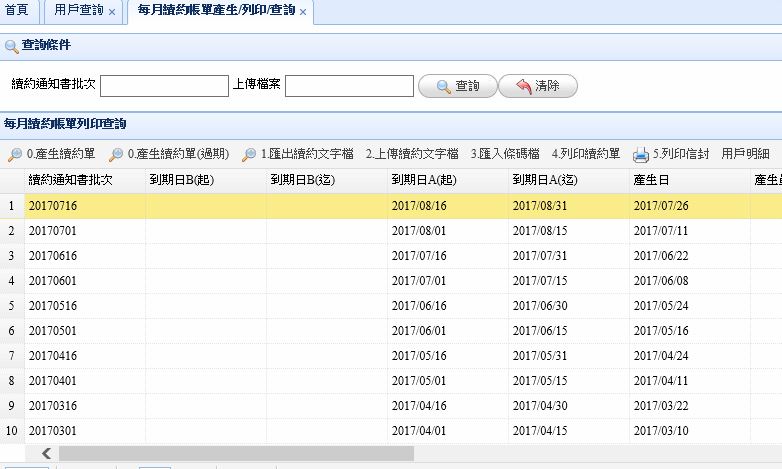 首頁 用戶查詢 × 每月續約帳單產生/列印/查詢 ×
查詢條件
續約通知書批次 上傳檔案 查詢 清除
每月續約帳單列印查詢
0.產生續約單 0.產生續約單(過期) 1.匯出續約文字檔 2.上傳續約文字檔 3.匯入條碼檔 4.列印續約單 5.列印信封 用戶明細
續約通知書批次 到期日B(起) 到期日B(迄) 到期日A(起) 到期日A(迄) 產生日 產生
1 20170716 2017/08/16 2017/08/31 2017/07/26
2 20170701 2017/08/01 2017/08/15 2017/07/11
3 20170616 2017/07/16 2017/07/31 2017/06/22
4 20170601 2017/07/01 2017/07/15 2017/06/08
5 20170516 2017/06/16 2017/06/30 2017/05/24
6 20170501 2017/06/01 2017/06/15 2017/05/16
7 20170416 2017/05/16 2017/05/31 2017/04/24
8 20170401 2017/05/01 2017/05/15 2017/04/11
9 20170316 2017/04/16 2017/04/30 2017/03/22
10 20170301 2017/04/01 2017/04/15 2017/03/10